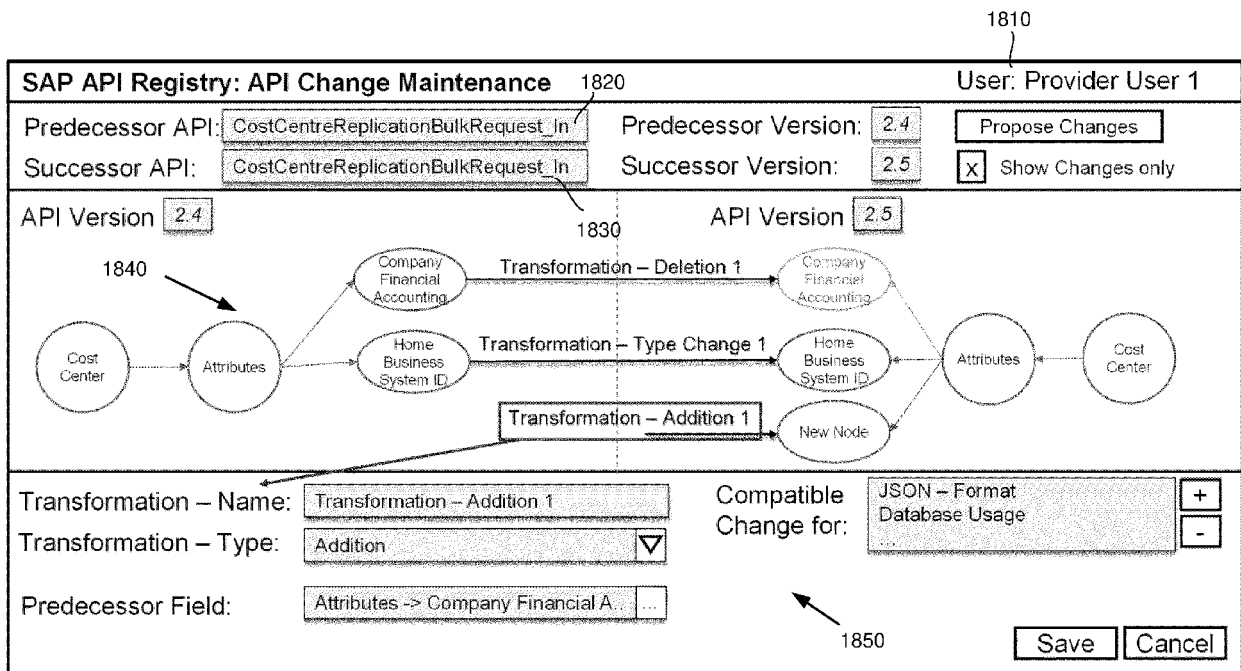 1810
SAP API Registry: API Change Maintenance
1820
User: Provider User 1
Predecessor API: CostCentreReplicationBulkRequest_In
Predecessor Version: 2.4
Propose Changes
Successor API: CostCentreReplicationBulkRequest_In
Successor Version: 2.5
X Show Changes only
API Version 2.4
1830
API Version 2.5
1840
Company
Financial
Accounting
Transformation – Deletion 1
Company
Financial
Accounting
Cost
Center
Attributes
Home
Business
System ID
Transformation – Type Change 1
Home
Business
System ID
Attributes
Cost
Center
Transformation – Addition 1
New Node
Transformation – Name: Transformation – Addition 1
Transformation – Type: Addition
Predecessor Field: Attributes -> Company Financial A.. ...
Compatible
Change for:
JSON – Format
Database Usage
...
+
-
1850
Save
Cancel